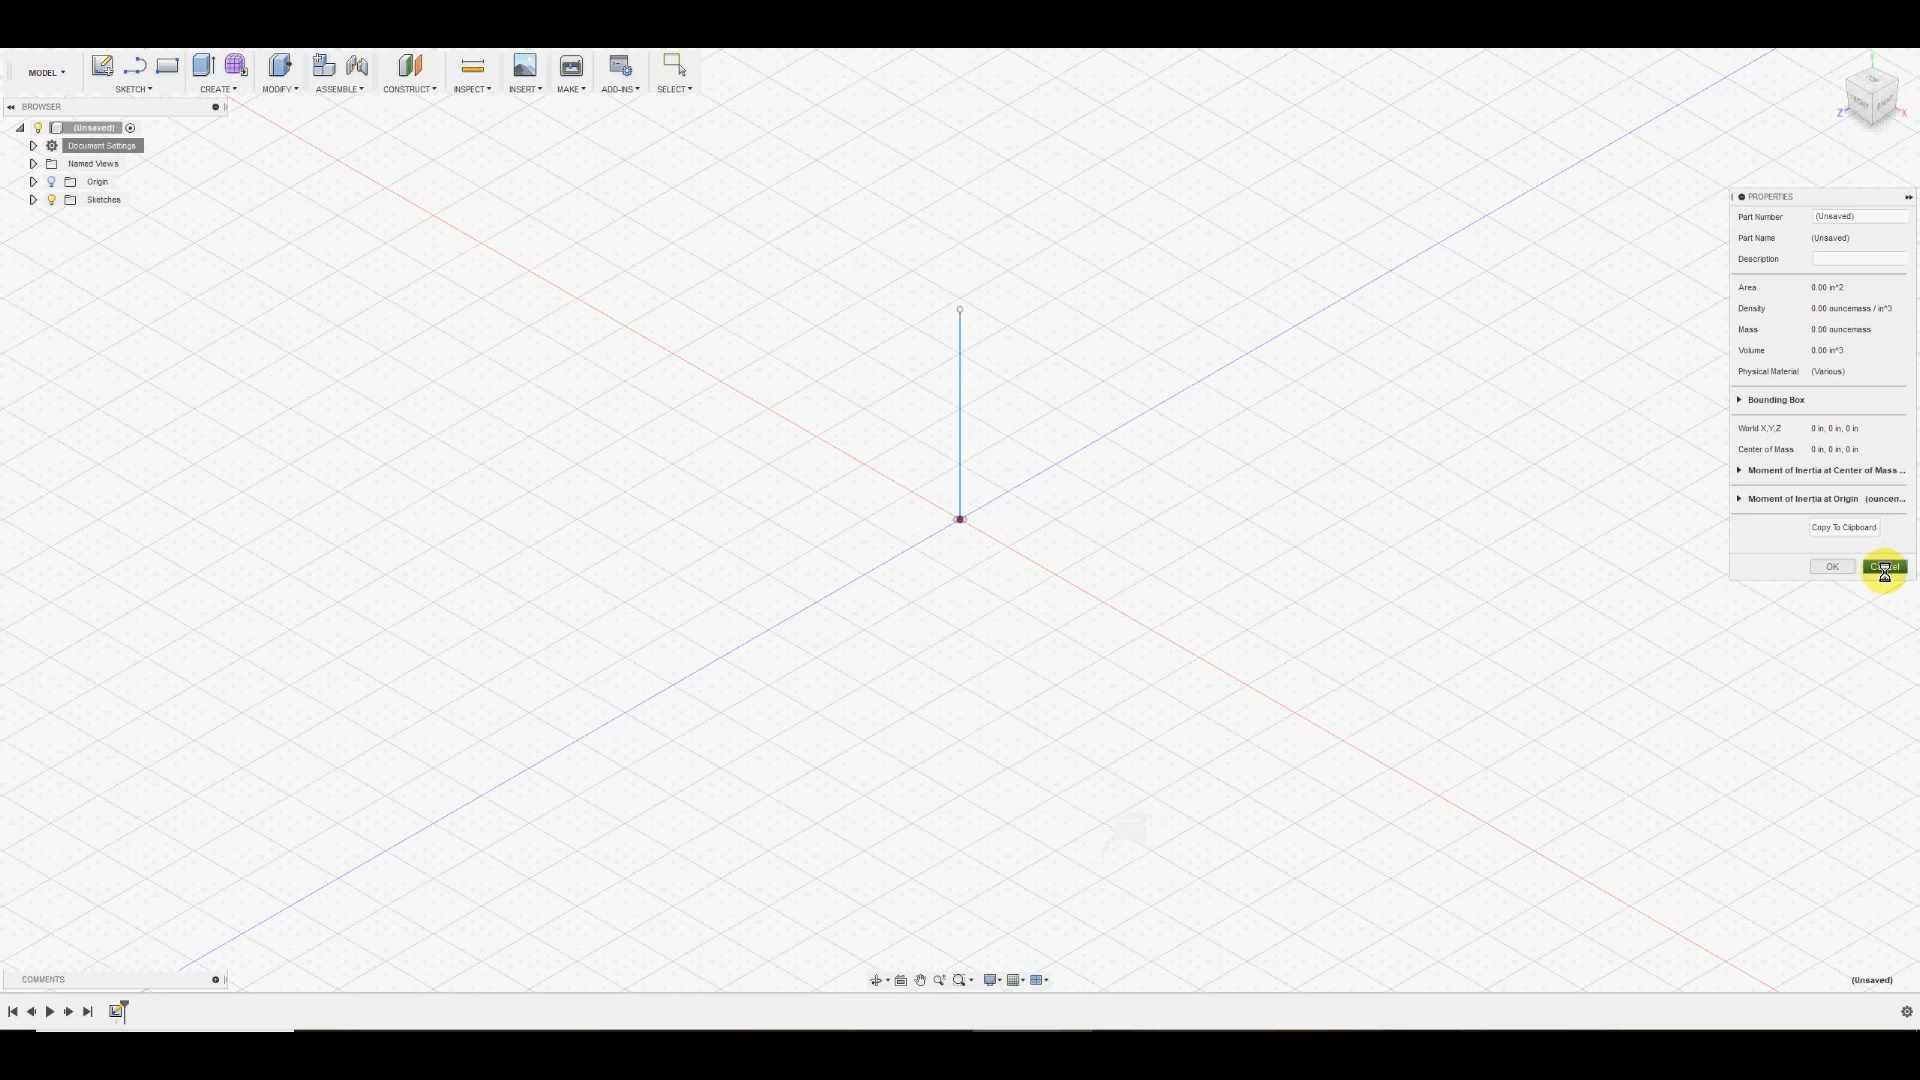 MODEL
SKETCH
CREATE
MODIFY
ASSEMBLE
CONSTRUCT
INSPECT
INSERT
MAKE
ADD-INS
SELECT
BROWSER
(Unsaved)
Document Settings
Named Views
Origin
Sketches
Y
FRONT
RIGHT
Z
X
PROPERTIES
Part Number (Unsaved)
Part Name (Unsaved)
Description
Area 0.00 in^2
Density 0.00 ouncemass / in^3
Mass 0.00 ouncemass
Volume 0.00 in^3
Physical Material (Various)
Bounding Box
World X,Y,Z 0 in, 0 in, 0 in
Center of Mass 0 in, 0 in, 0 in
Moment of Inertia at Center of Mass ...
Moment of Inertia at Origin (ouncem...
Copy To Clipboard
OK
COMMENTS
(Unsaved)